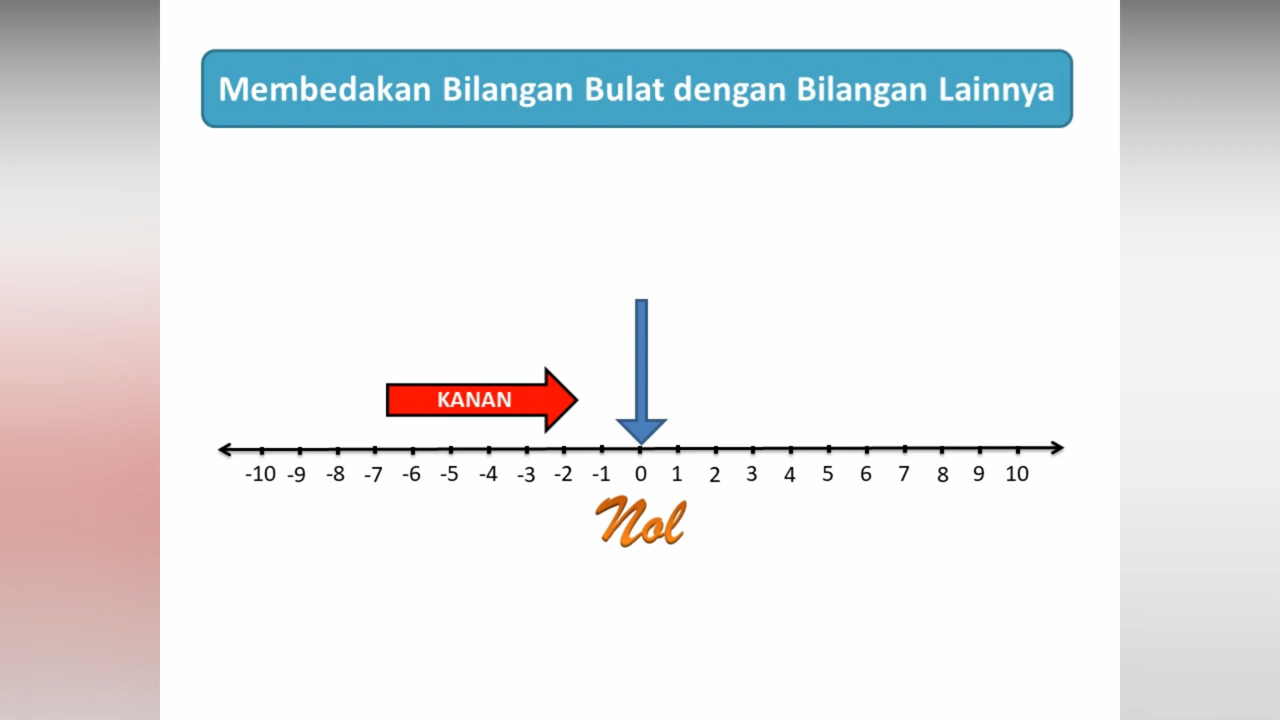 Membedakan Bilangan Bulat dengan Bilangan Lainnya
KANAN
-10 -9 -8 -7 -6 -5 -4 -3 -2 -1 0 1 2 3 4 5 6 7 8 9 10
Nol